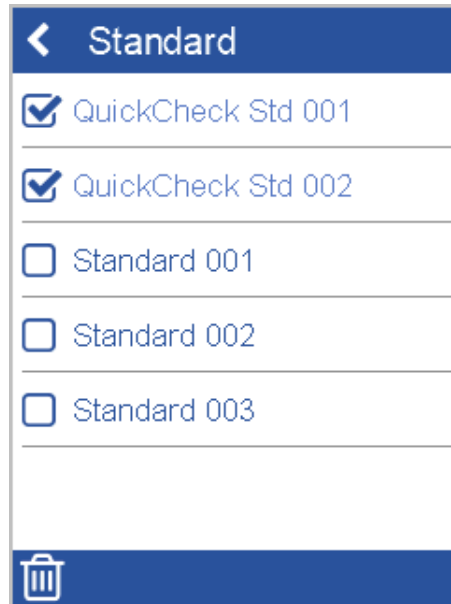 Standard
QuickCheck Std 001
QuickCheck Std 002
Standard 001
Standard 002
Standard 003